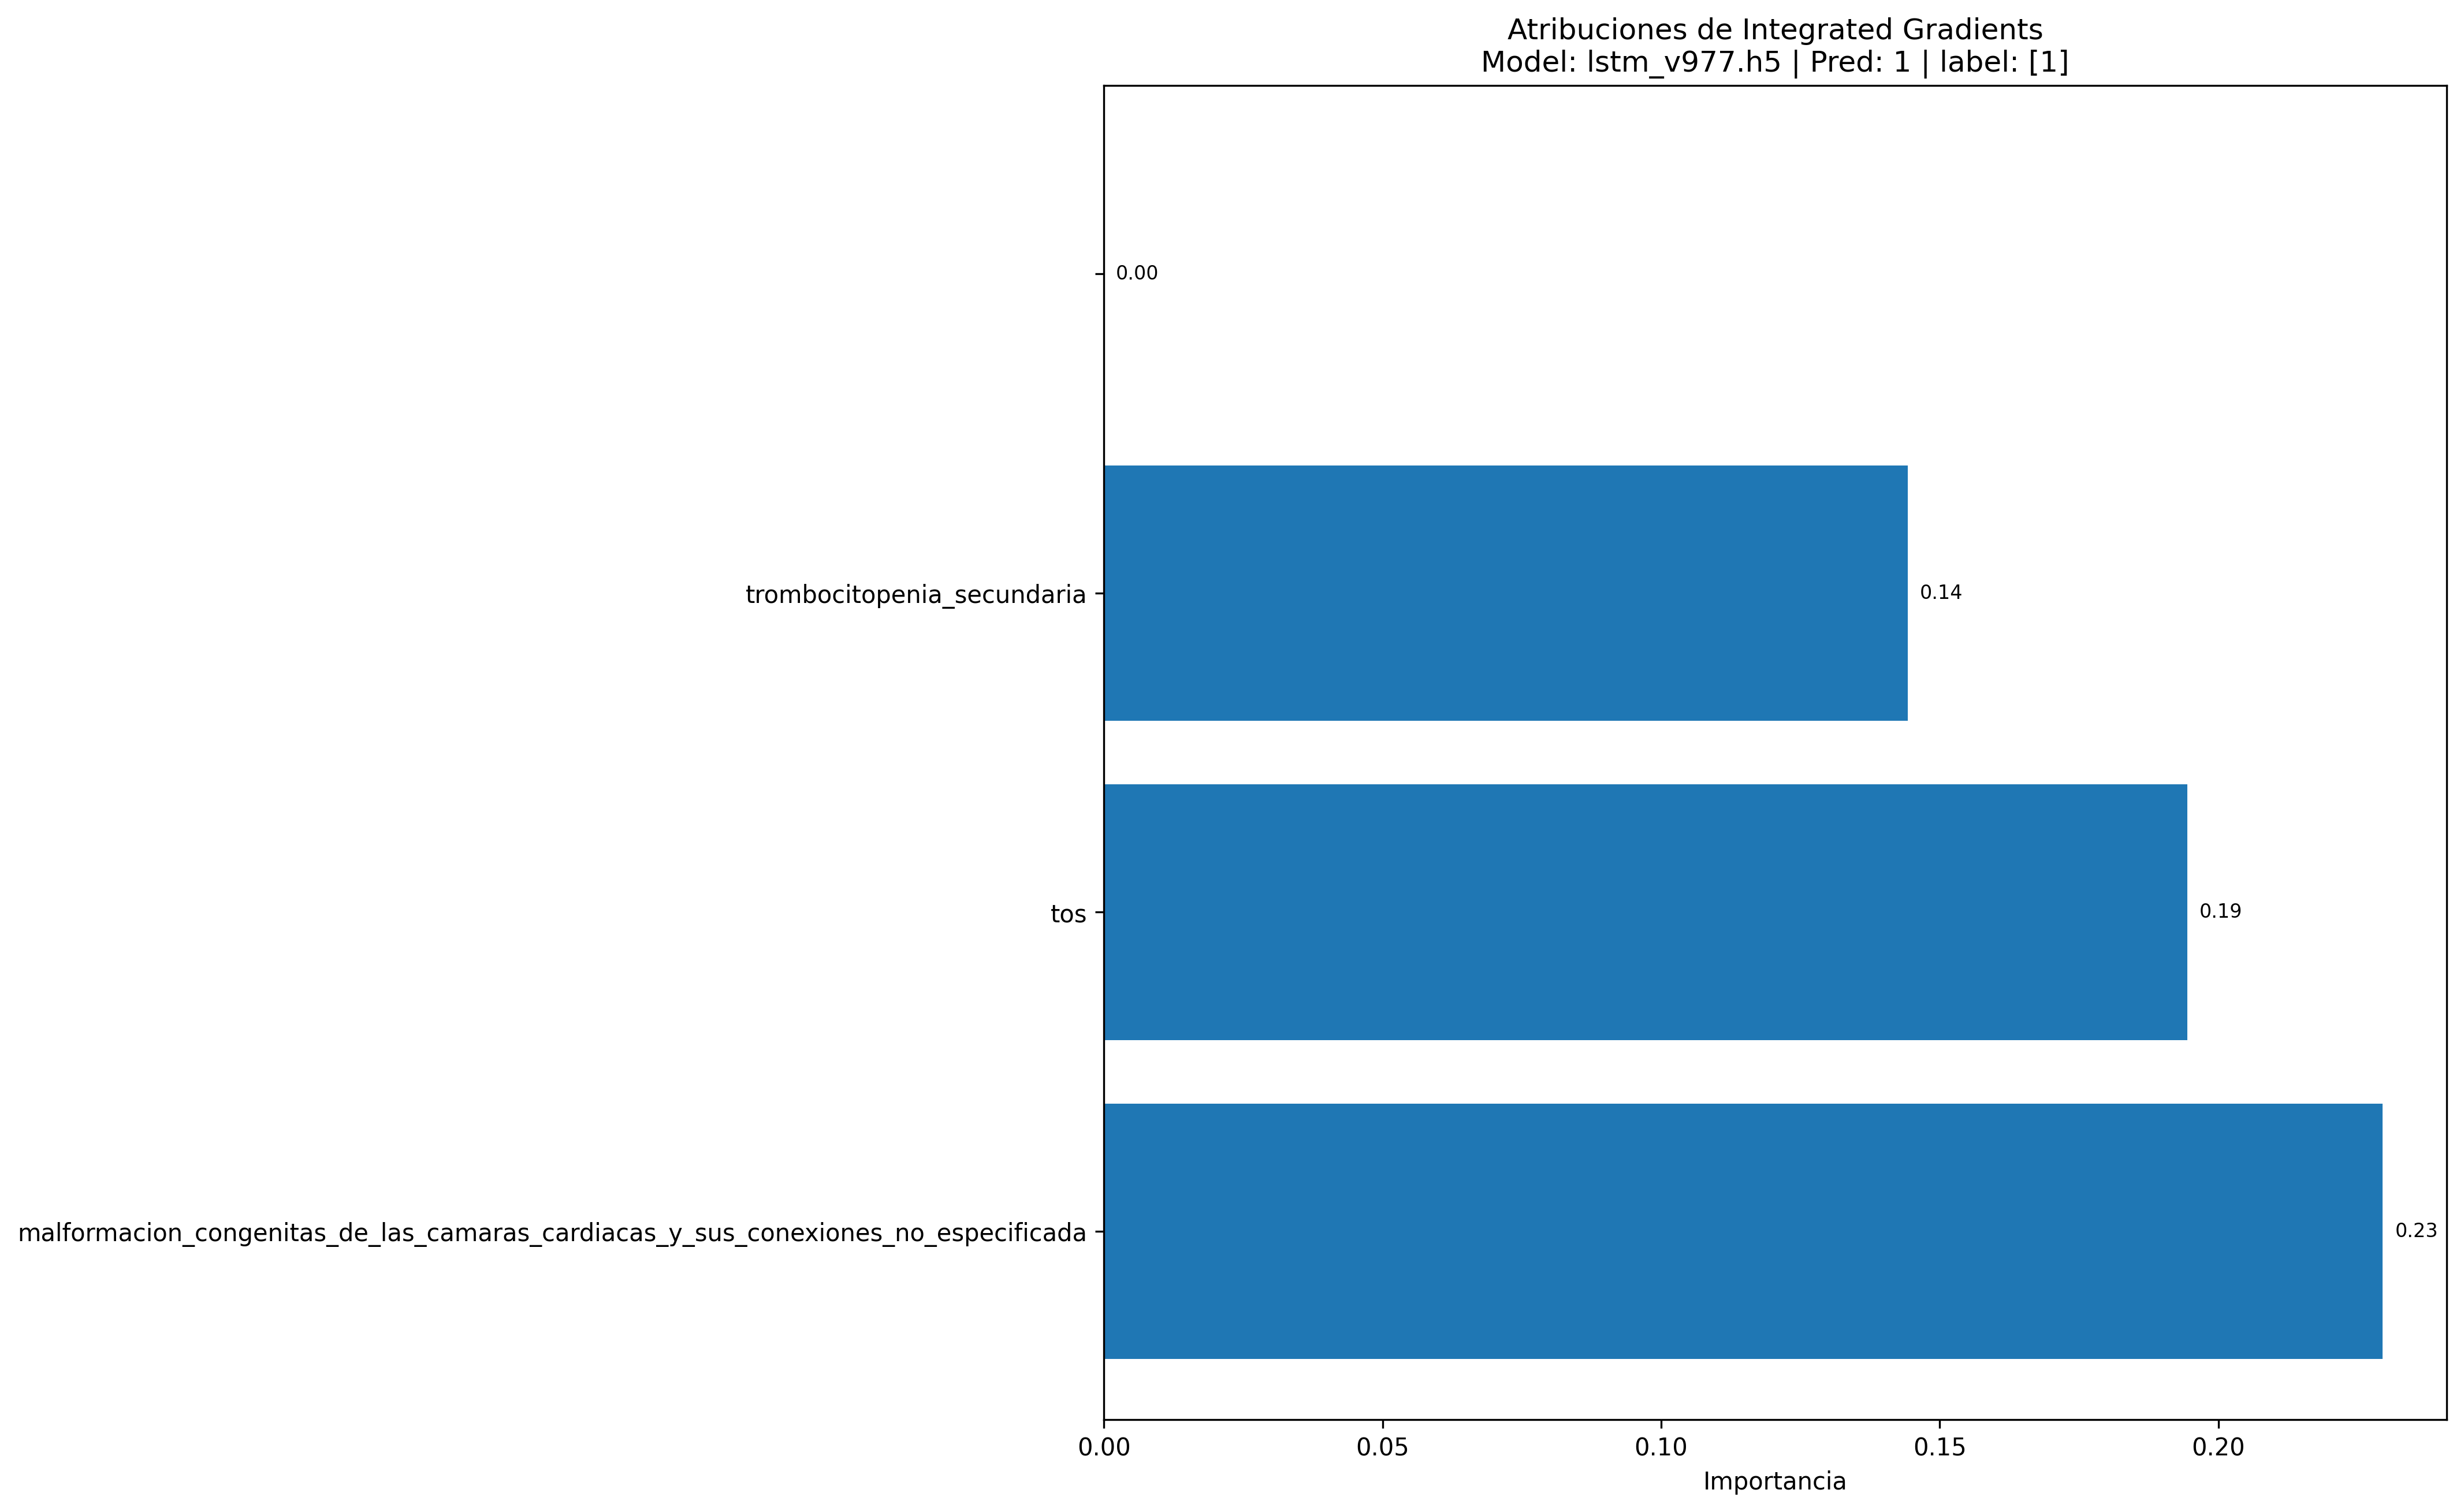 Atribuciones de Integrated Gradients
Model: lstm_v977.h5 | Pred: 1 | label: [1]
0.00
trombocitopenia_secundaria
0.14
tos
0.19
malformacion_congenitas_de_las_camaras_cardiacas_y_sus_conexiones_no_especificada
0.23
0.00 0.05 0.10 0.15 0.20
Importancia